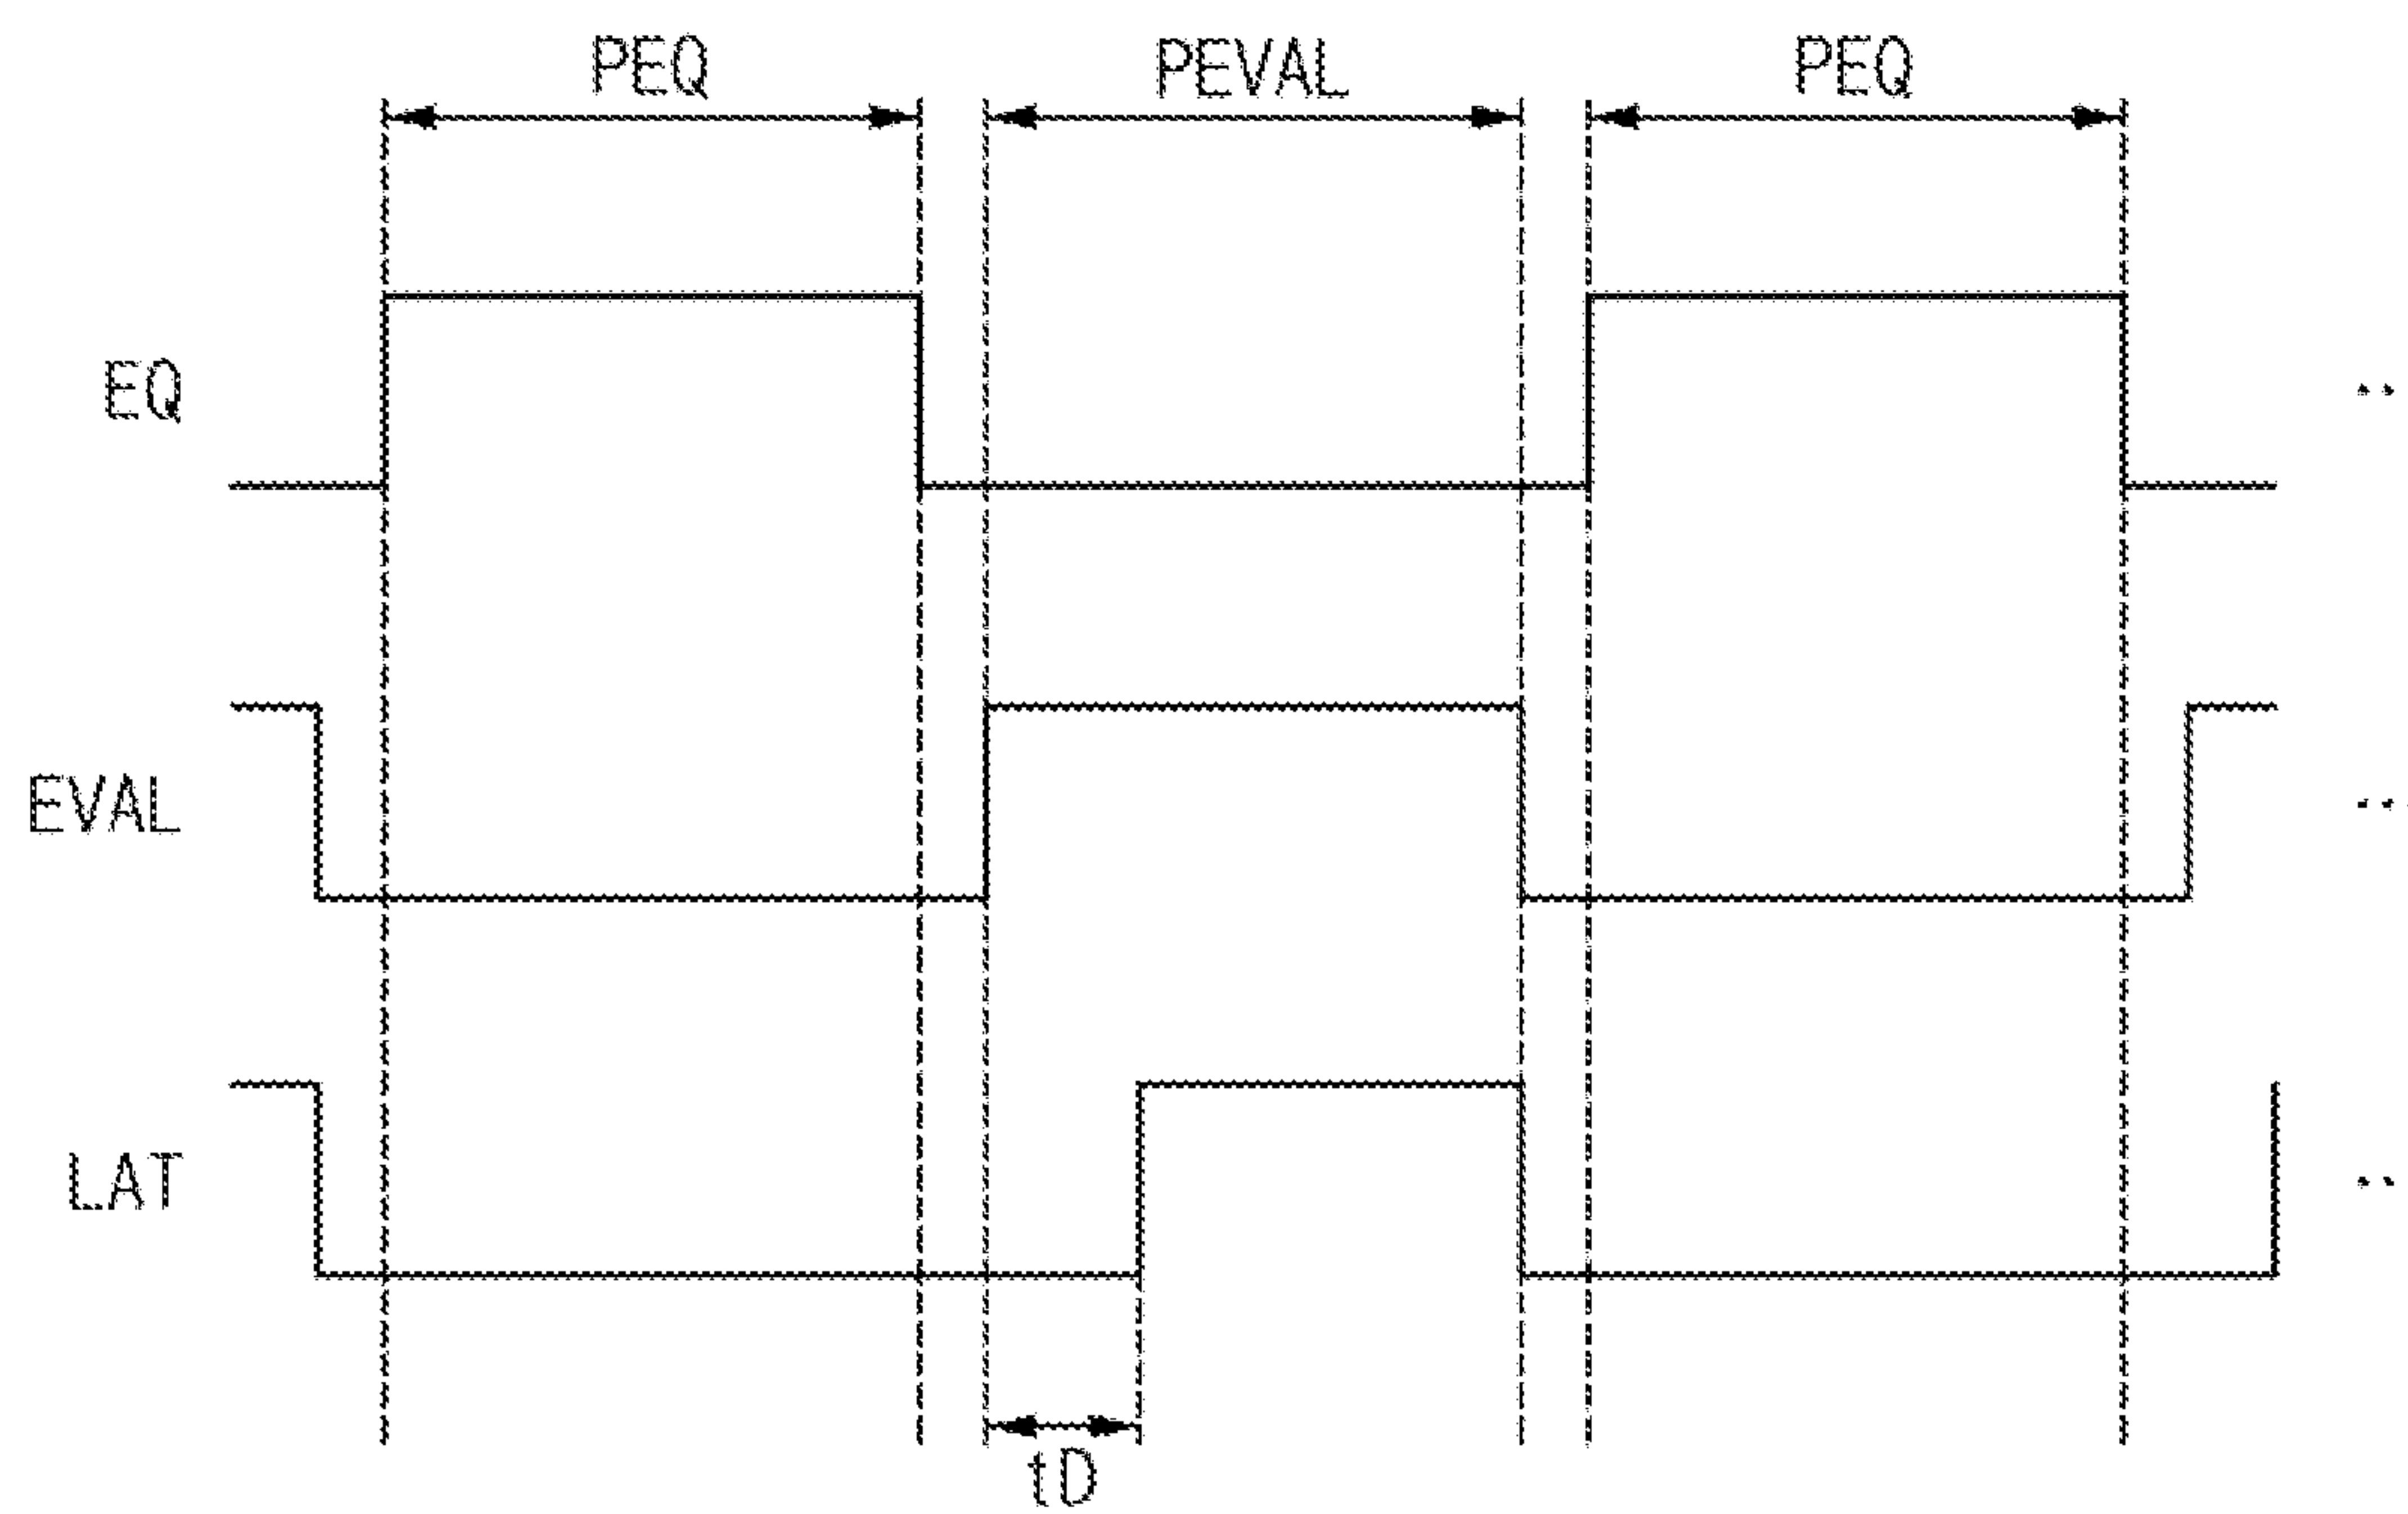 PEQ PEVAL PEQ
EQ ..
EVAL ..
LAT ..
tD